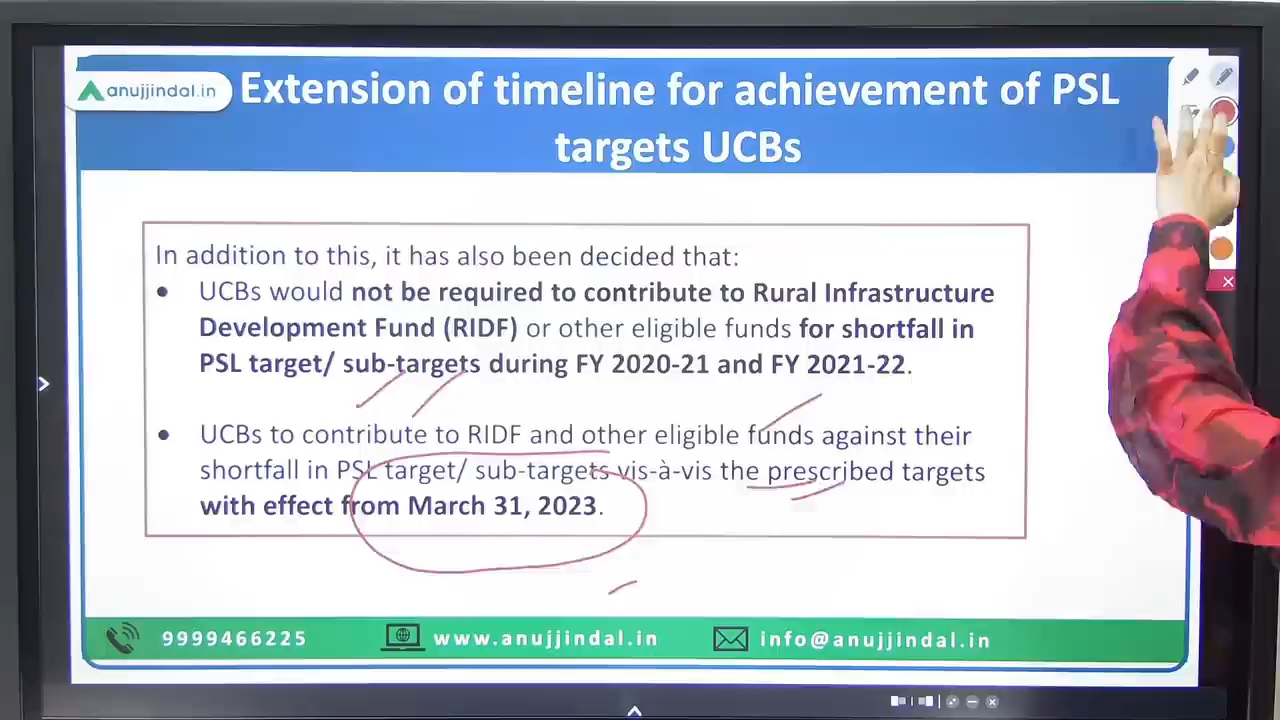 anujjindal.in
Extension of timeline for achievement of PSL
targets UCBs
In addition to this, it has also been decided that:
• UCBs would not be required to contribute to Rural Infrastructure
Development Fund (RIDF) or other eligible funds for shortfall in
PSL target/ sub-targets during FY 2020-21 and FY 2021-22.
• UCBs to contribute to RIDF and other eligible funds against their
shortfall in PSL target/ sub-targets vis-à-vis the prescribed targets
with effect from March 31, 2023.
9999466225
www.anujjindal.in
info@anujjindal.in